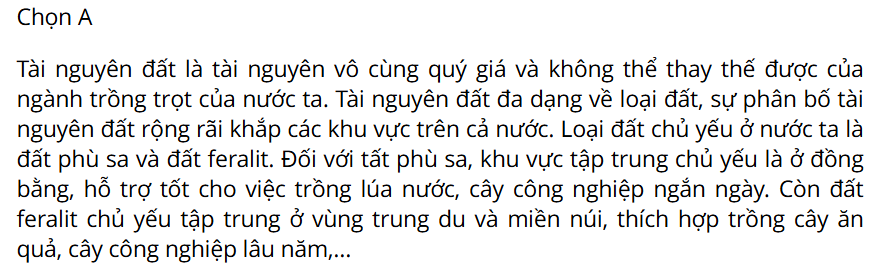 Chọn A
Tài nguyên đất là tài nguyên vô cùng quý giá và không thể thay thế được của
ngành trồng trọt của nước ta. Tài nguyên đất đa dạng về loại đất, sự phân bố tài
nguyên đất rộng rãi khắp các khu vực trên cả nước. Loại đất chủ yếu ở nước ta là
đất phù sa và đất feralit. Đối với tất phù sa, khu vực tập trung chủ yếu là ở đồng
bằng, hỗ trợ tốt cho việc trồng lúa nước, cây công nghiệp ngắn ngày. Còn đất
feralit chủ yếu tập trung ở vùng trung du và miền núi, thích hợp trồng cây ăn
quả, cây công nghiệp lâu năm,...